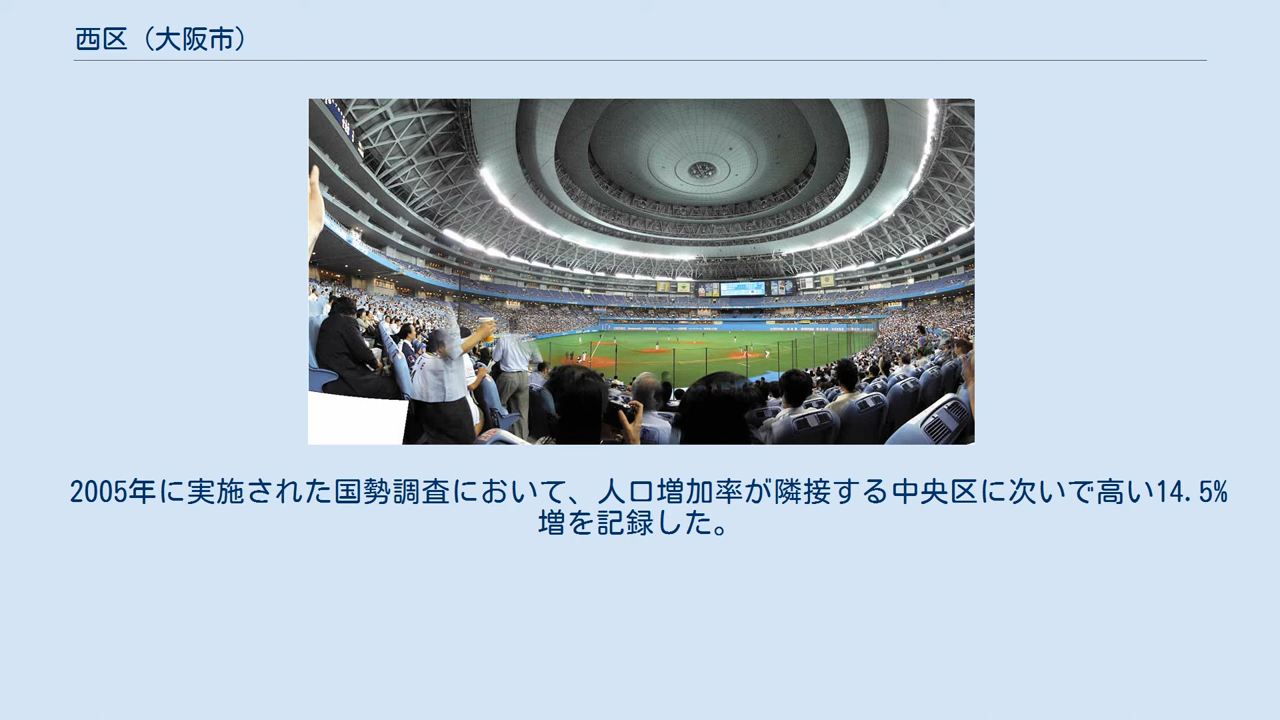 西区（大阪市）
2005年に実施された国勢調査において、人口増加率が隣接する中央区に次いで高い14.5%
増を記録した。